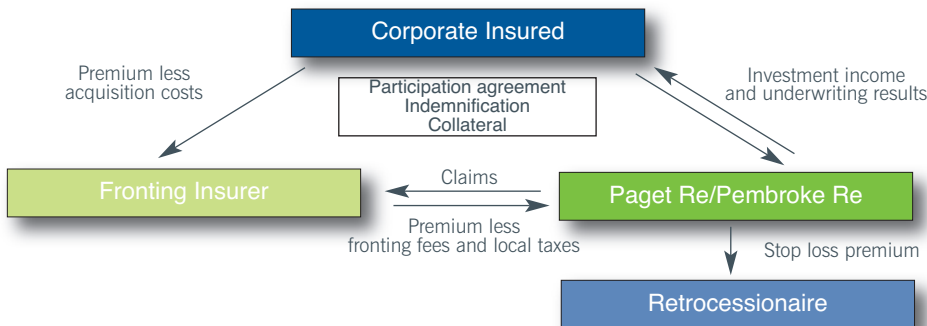 Corporate Insured
Premium less
acquisition costs
Participation agreement
Indemnification
Collateral
Investment income
and underwriting results
Fronting Insurer
Claims
Premium less
fronting fees and local taxes
Paget Re/Pembroke Re
Stop loss premium
Retrocessionaire